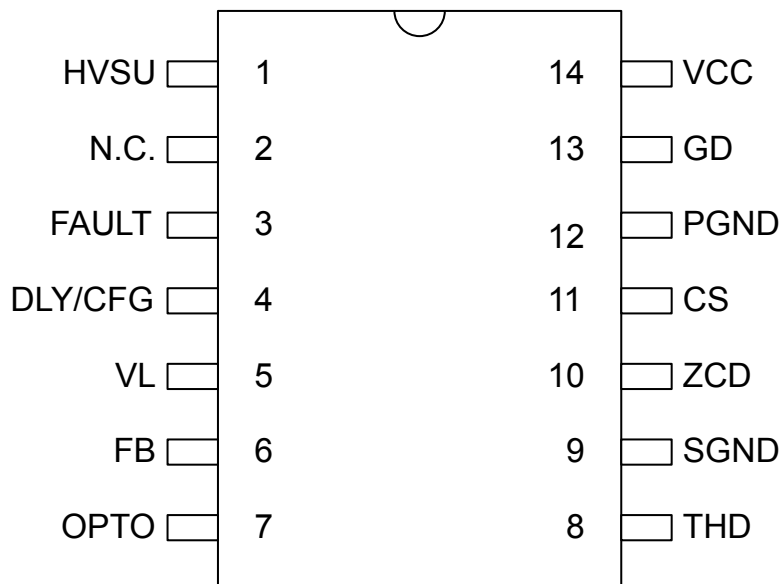 HVSU 1 14 VCC
N.C. 2 13 GD
FAULT 3 12 PGND
DLY/CFG 4 11 CS
VL 5 10 ZCD
FB 6 9 SGND
OPTO 7 8 THD